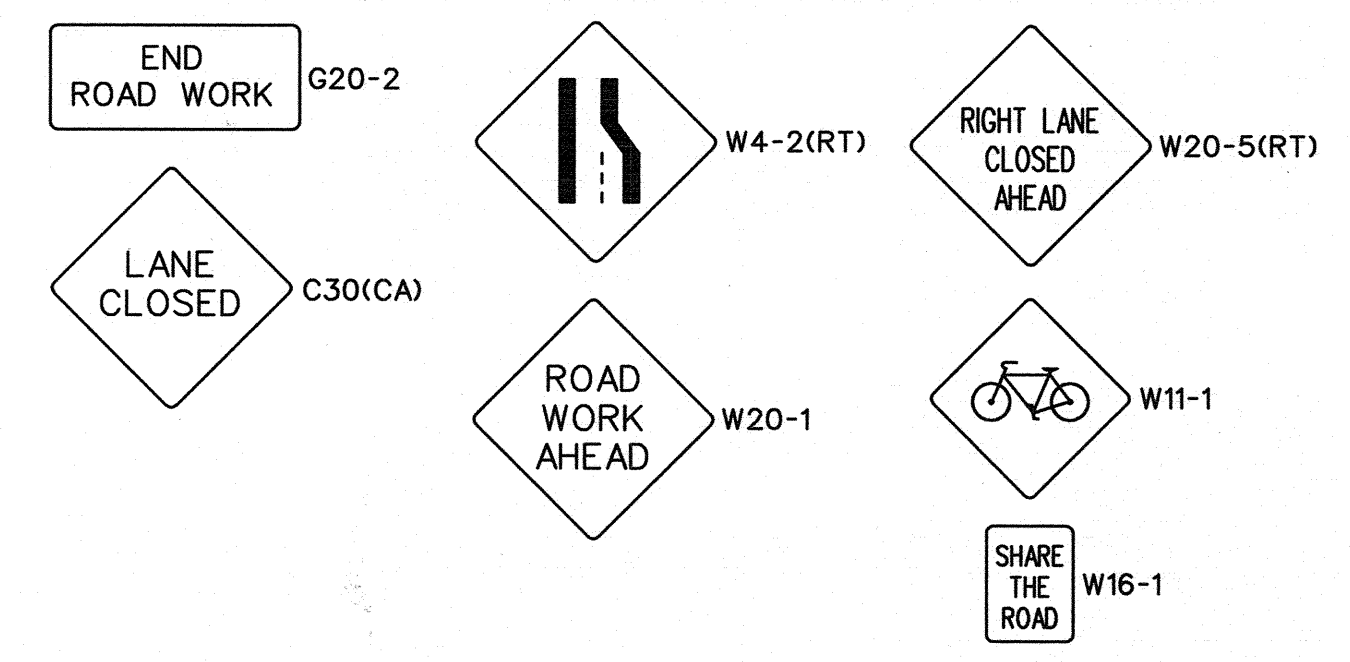 END
ROAD WORK
G20-2
LANE
CLOSED
C30(CA)
W4-2(RT)
ROAD
WORK
AHEAD
W20-1
RIGHT LANE
CLOSED
AHEAD
W20-5(RT)
W11-1
SHARE
THE
ROAD
W16-1